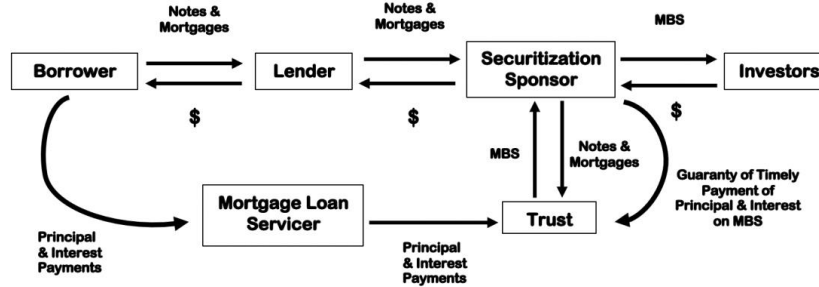 Notes &
Mortgages
Notes &
Mortgages
MBS
Borrower
Lender
Securitization
Sponsor
Investors
$
$
$
MBS
Notes &
Mortgages
Guaranty of Timely
Payment of
Principal & Interest
on MBS
Mortgage Loan
Servicer
Trust
Principal
& Interest
Payments
Principal
& Interest
Payments